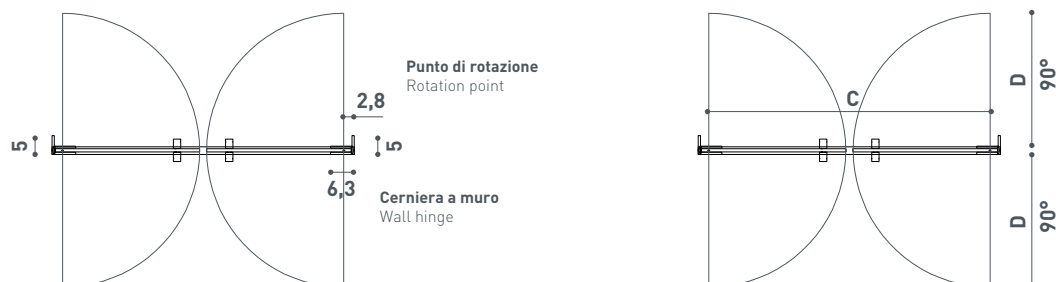 Punto di rotazione
Rotation point
2,8
5
5
6,3
Cerniera a muro
Wall hinge
C
D
90°
D
90°